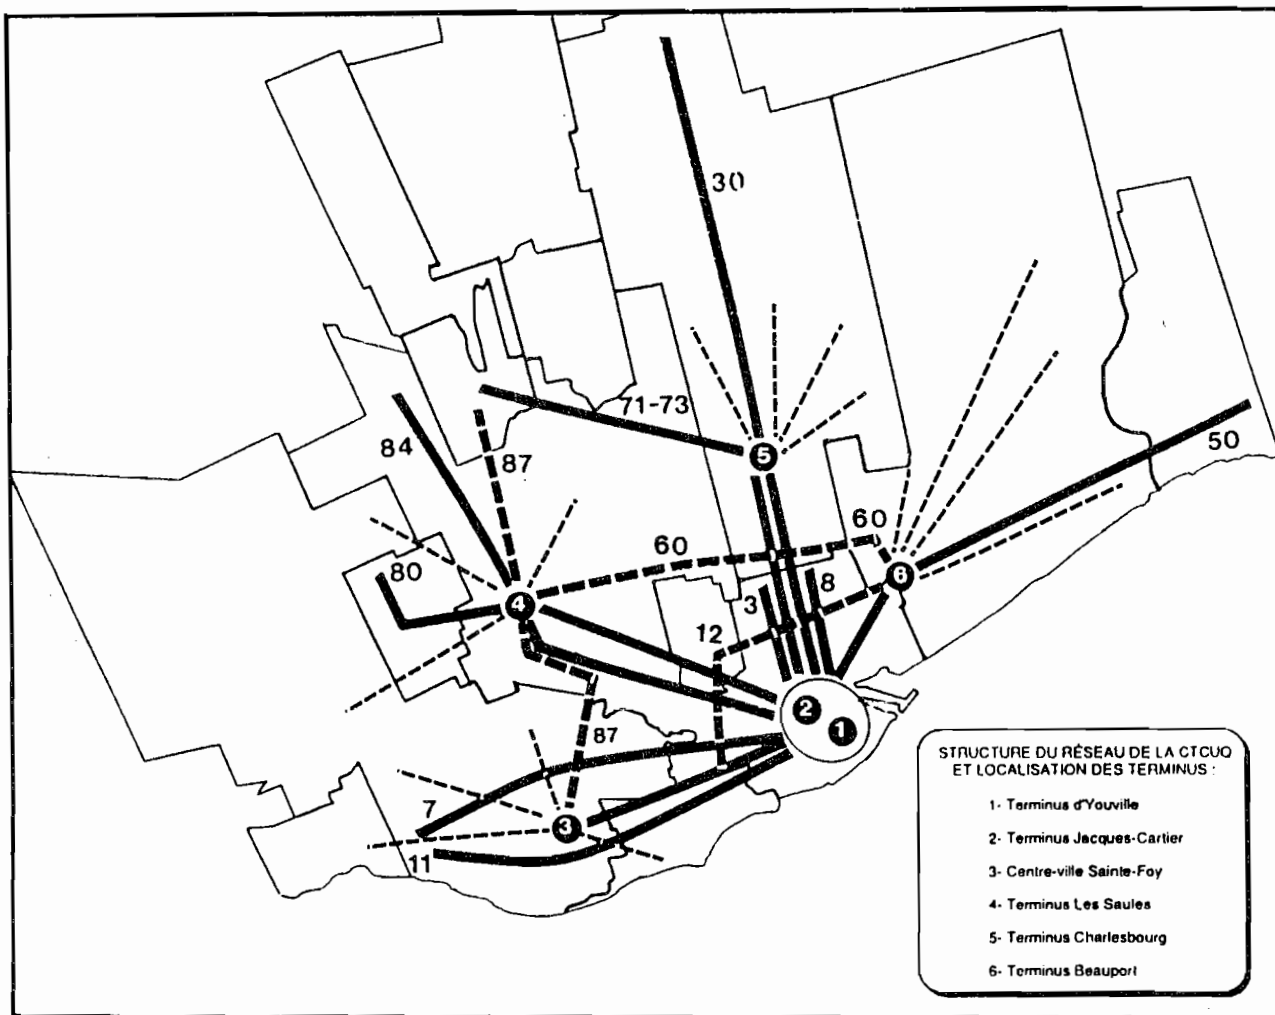 30
71-73
84
87
5
50
60
60
80
4
6
3
8
12
2
1
87
7
3
11
STRUCTURE DU RÉSEAU DE LA CTCUQ
ET LOCALISATION DES TERMINUS :
1- Terminus d'Youville
2- Terminus Jacques-Cartier
3- Centre-ville Sainte-Foy
4- Terminus Les Saules
5- Terminus Charlesbourg
6- Terminus Beauport